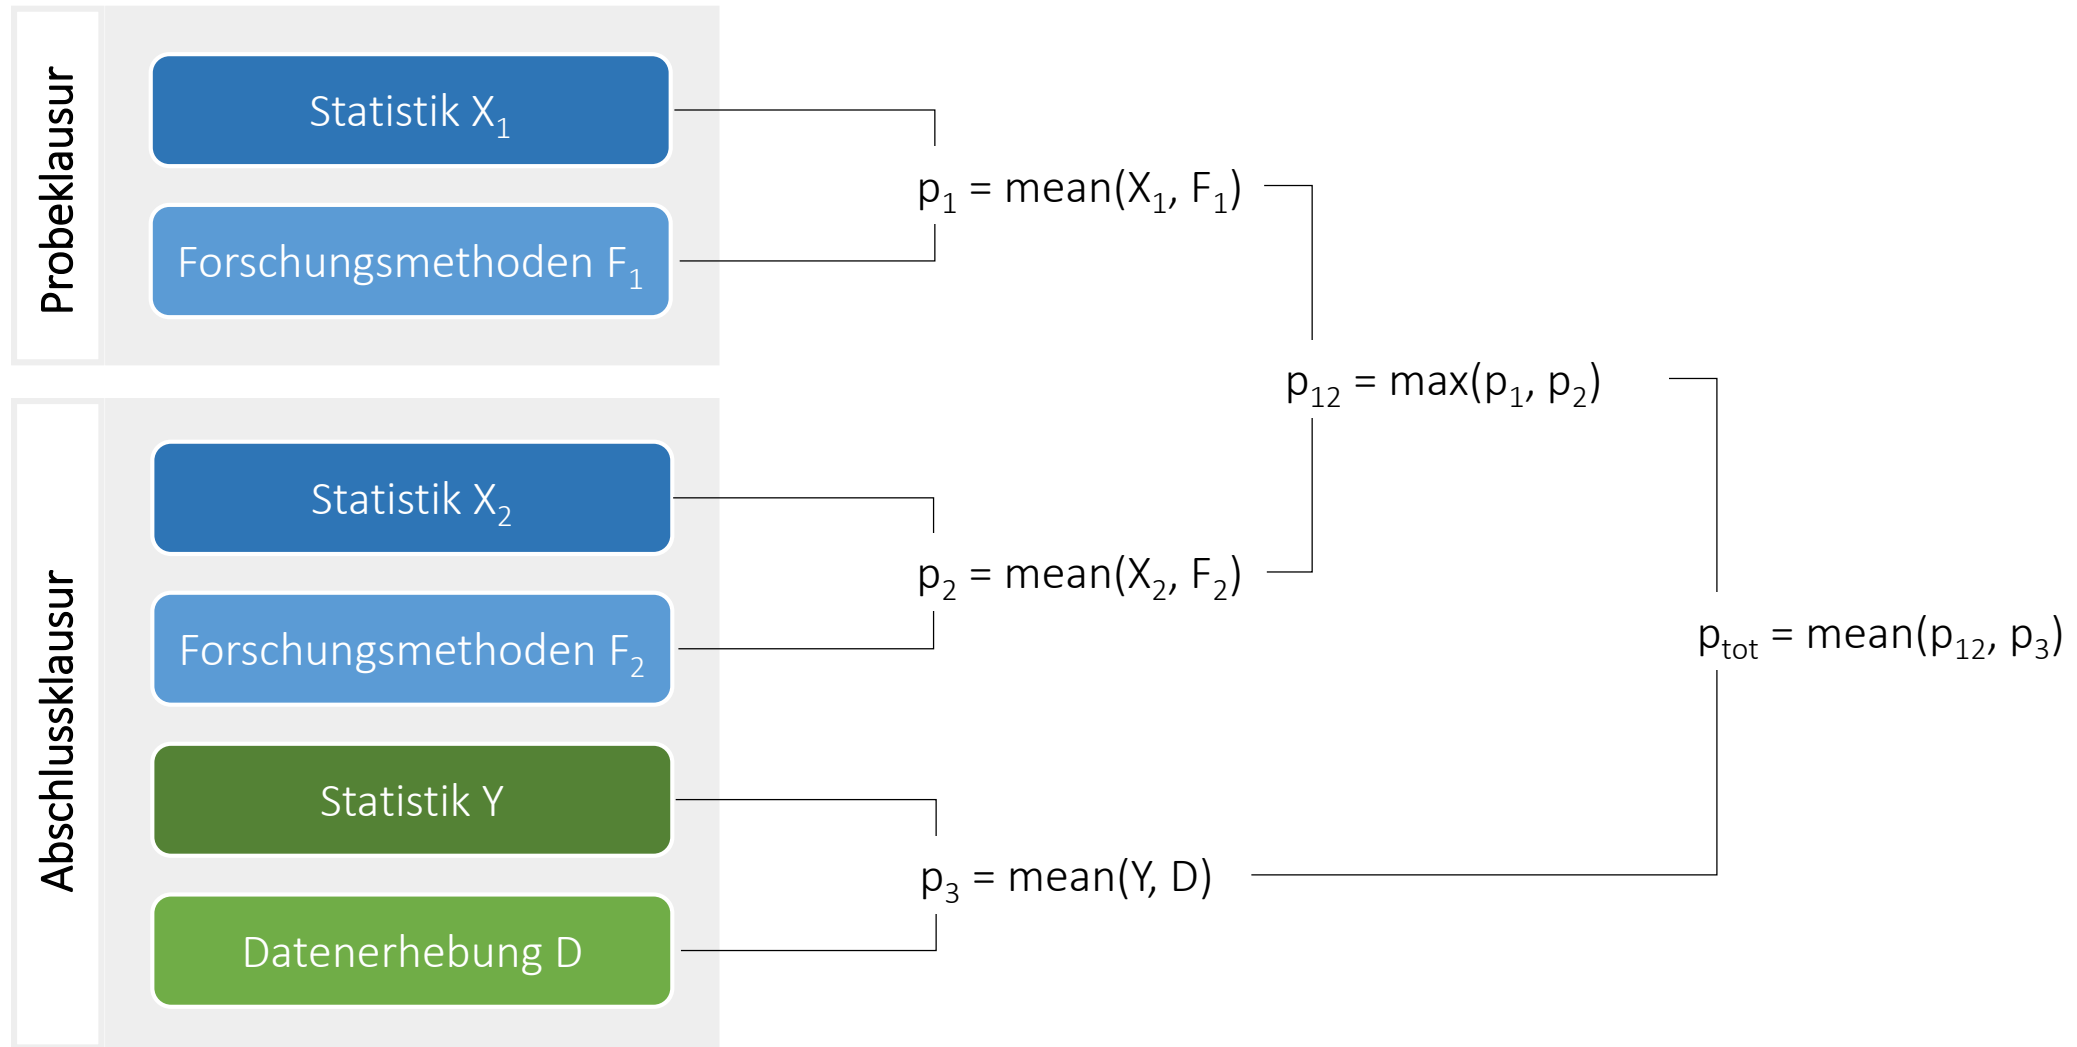 Probeklausur
Statistik X₁
Forschungsmethoden F₁
p₁ = mean(X₁, F₁)
p₁₂ = max(p₁, p₂)
Abschlussklausur
Statistik X₂
Forschungsmethoden F₂
p₂ = mean(X₂, F₂)
Statistik Y
Datenerhebung D
p₃ = mean(Y, D)
pₜₒₜ = mean(p₁₂, p₃)